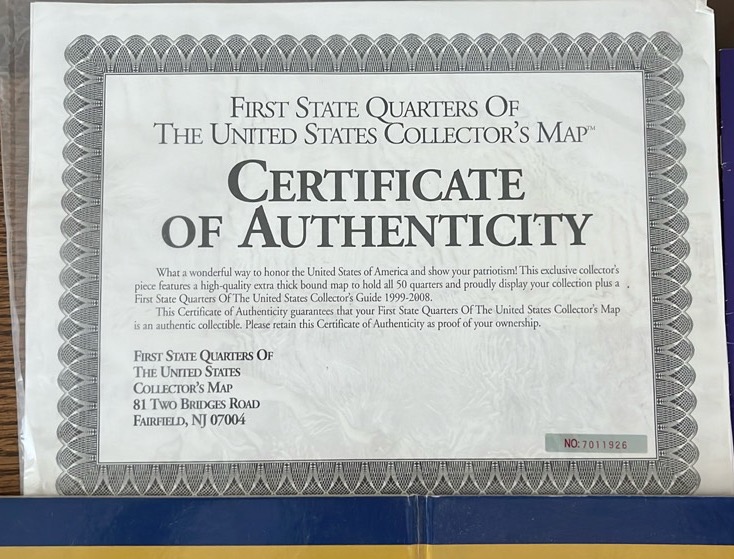 FIRST STATE QUARTERS OF
THE UNITED STATES COLLECTOR'S MAP™
CERTIFICATE
OF AUTHENTICITY
What a wonderful way to honor the United States of America and show your patriotism! This exclusive collector's
piece features a high-quality extra thick bound map to hold all 50 quarters and proudly display your collection plus a
First State Quarters Of The United States Collector's Guide 1999-2008.
This Certificate of Authenticity guarantees that your First State Quarters Of The United States Collector's Map
is an authentic collectible. Please retain this Certificate of Authenticity as proof of your ownership.
FIRST STATE QUARTERS OF
THE UNITED STATES
COLLECTOR'S MAP
81 TWO BRIDGES ROAD
FAIRFIELD, NJ 07004
NO: 7011926